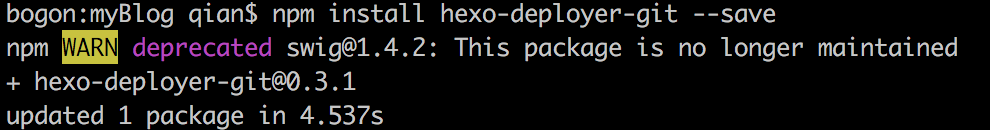 bogon:myBlog qian$ npm install hexo-deployer-git --save
npm WARN deprecated swig@1.4.2: This package is no longer maintained
+ hexo-deployer-git@0.3.1
updated 1 package in 4.537s